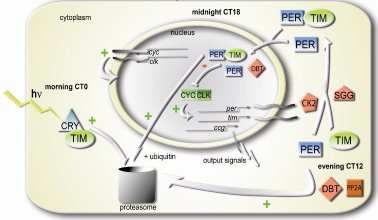 midnight CT18
cytoplasm
PER TIM
nucleus
PER
cyc
clk
PER TIM
PER DBT
morning CT0
hν
CYC CLK
CK2 SGG
per
tim
ccg
CRY
TIM
TIM
PER
+ ubiquitin
output signals
evening CT12
DBT PP2A
proteasome